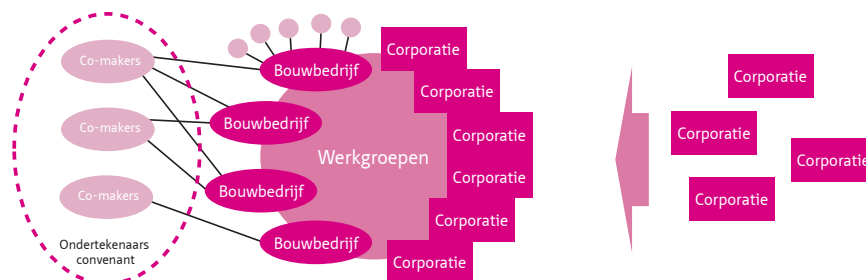 Co-makers
Co-makers
Co-makers
Ondertekenaars
convenant
Bouwbedrijf
Bouwbedrijf
Bouwbedrijf
Bouwbedrijf
Werkgroepen
Corporatie
Corporatie
Corporatie
Corporatie
Corporatie
Corporatie
Corporatie
Corporatie
Corporatie
Corporatie